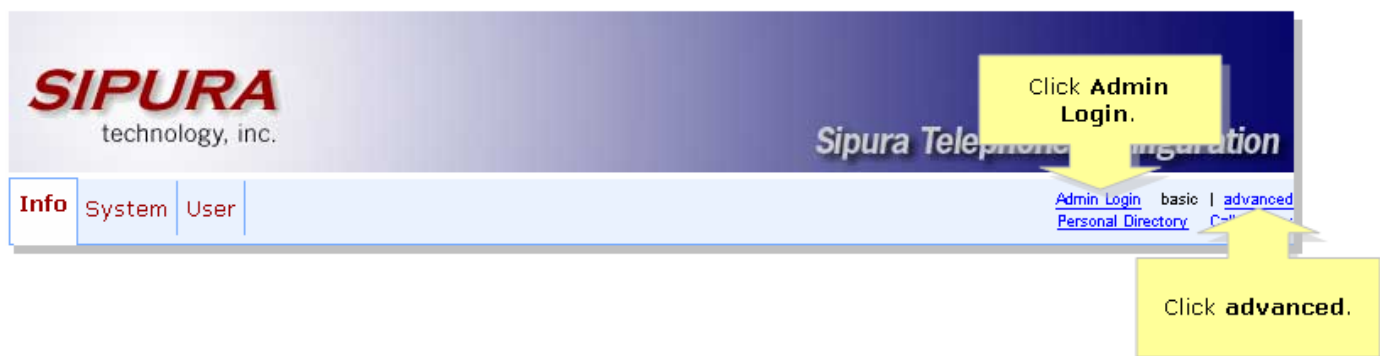 SIPURA
technology, inc.
Click Admin
Login.
Sipura Telephone
Info System User
Admin Login basic | advanced
Personal Directory
Click advanced.